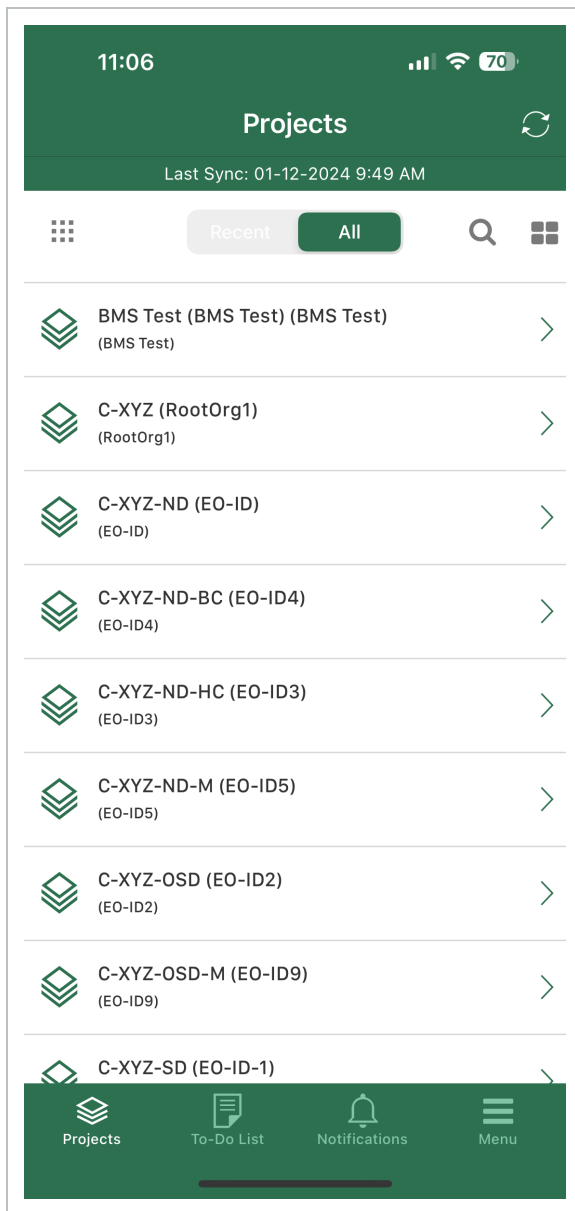 11:06
70
Projects
Last Sync: 01-12-2024 9:49 AM
Recent
All
BMS Test (BMS Test) (BMS Test)
(BMS Test)
C-XYZ (RootOrg1)
(RootOrg1)
C-XYZ-ND (EO-ID)
(EO-ID)
C-XYZ-ND-BC (EO-ID4)
(EO-ID4)
C-XYZ-ND-HC (EO-ID3)
(EO-ID3)
C-XYZ-ND-M (EO-ID5)
(EO-ID5)
C-XYZ-OSD (EO-ID2)
(EO-ID2)
C-XYZ-OSD-M (EO-ID9)
(EO-ID9)
C-XYZ-SD (EO-ID-1)
Projects
To-Do List
Notifications
Menu